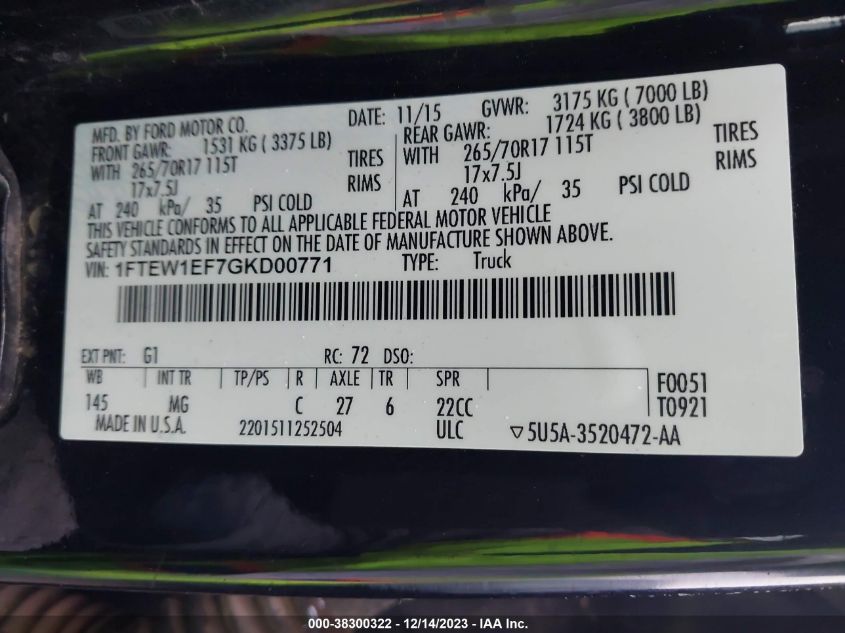 MFD. BY FORD MOTOR CO. DATE: 11/15 GVWR: 3175 KG ( 7000 LB)
FRONT GAWR: 1531 KG ( 3375 LB) REAR GAWR: 1724 KG ( 3800 LB)
WITH 265/70R17 115T TIRES WITH 265/70R17 115T TIRES
17x7.5J RIMS 17x7.5J RIMS
AT 240 kPa/ 35 PSI COLD AT 240 kPa/ 35 PSI COLD
THIS VEHICLE CONFORMS TO ALL APPLICABLE FEDERAL MOTOR VEHICLE
SAFETY STANDARDS IN EFFECT ON THE DATE OF MANUFACTURE SHOWN ABOVE.
VIN: 1FTEW1EF7GKD00771 TYPE: Truck
EXT PNT: G1 RC: 72 DSO:
WB INT TR TP/PS R AXLE TR SPR F0051
145 MG C 27 6 22CC T0921
MADE IN U.S.A. 2201511252504 ULC ▽5U5A-3520472-AA
000-38300322 - 12/14/2023 - IAA Inc.